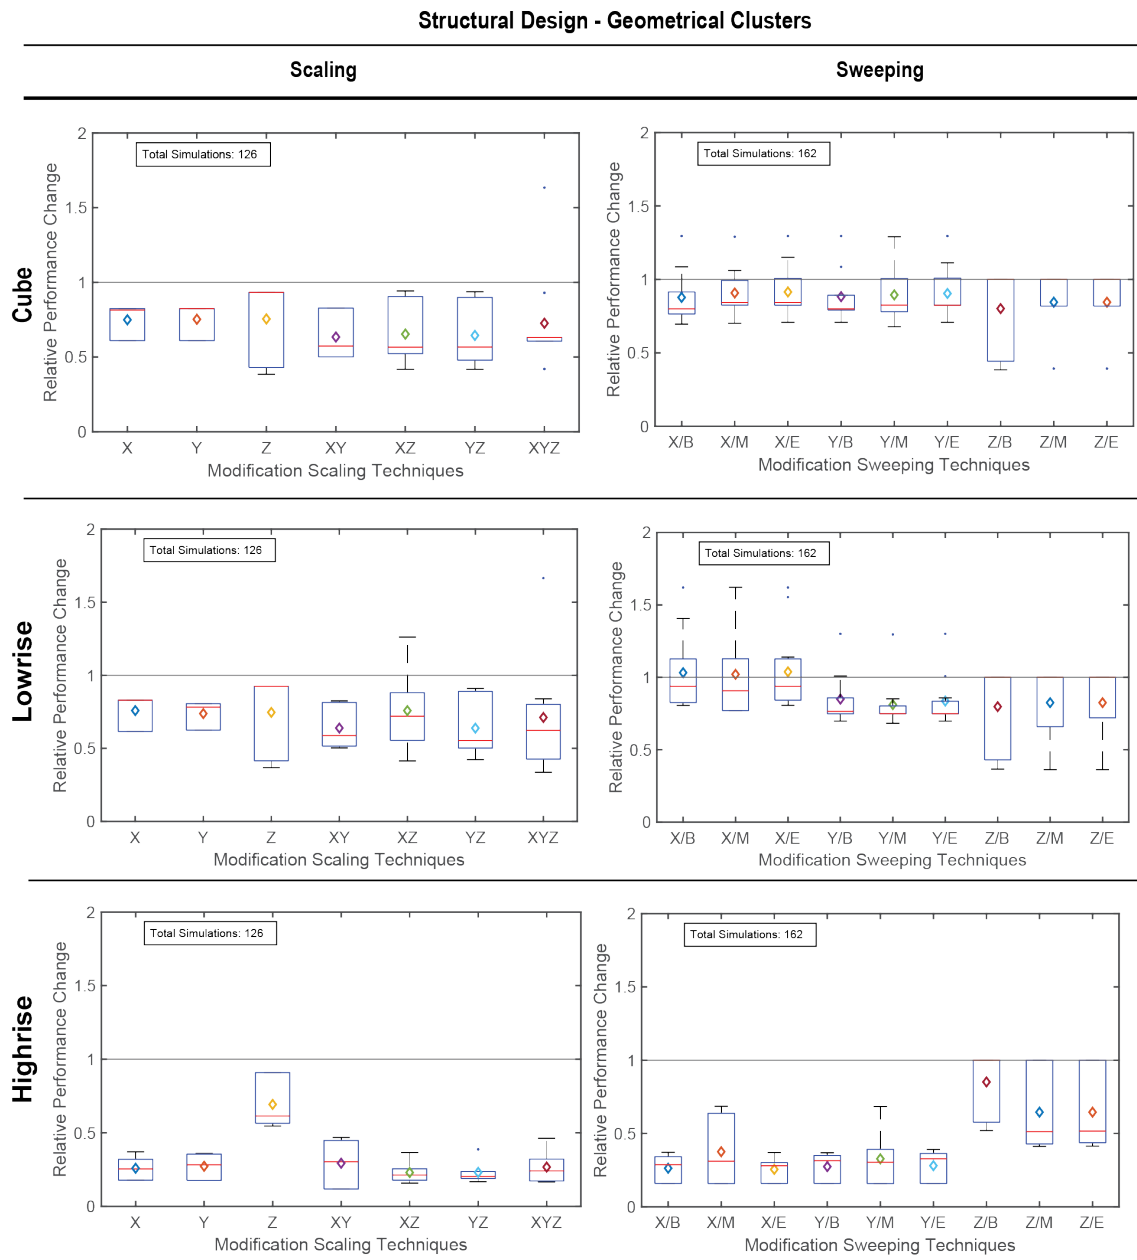 Structural Design - Geometrical Clusters
Scaling
Sweeping
Cube
Relative Performance Change
2
1.5
1
0.5
0
Total Simulations: 126
X Y Z XY XZ YZ XYZ
Modification Scaling Techniques
Relative Performance Change
2
1.5
1
0.5
0
Total Simulations: 162
X/B X/M X/E Y/B Y/M Y/E Z/B Z/M Z/E
Modification Sweeping Techniques
Lowrise
Relative Performance Change
2
1.5
1
0.5
0
Total Simulations: 126
X Y Z XY XZ YZ XYZ
Modification Scaling Techniques
Relative Performance Change
2
1.5
1
0.5
0
Total Simulations: 162
X/B X/M X/E Y/B Y/M Y/E Z/B Z/M Z/E
Modification Sweeping Techniques
Highrise
Relative Performance Change
2
1.5
1
0.5
0
Total Simulations: 126
X Y Z XY XZ YZ XYZ
Modification Scaling Techniques
Relative Performance Change
2
1.5
1
0.5
0
Total Simulations: 162
X/B X/M X/E Y/B Y/M Y/E Z/B Z/M Z/E
Modification Sweeping Techniques